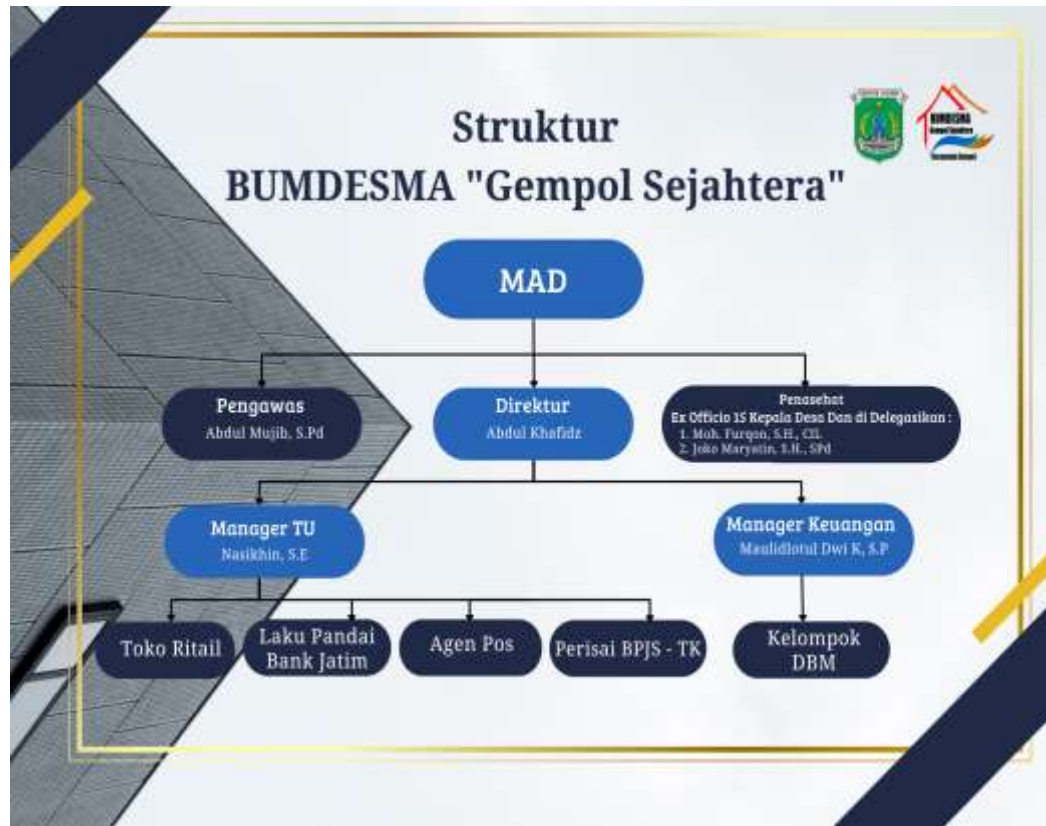 Struktur
BUMDESMA "Gempol Sejahtera"
BUMDESMA
MAD
Pengawas
Abdul Mujib, S.Pd
Direktur
Abdul Khafidz
Penasehat
Ex Officio 15 Kepala Desa Dan di Delegasikan :
1. Moh. Furqon, S.H., CIL
2. Joko Maryatin, S.H., SPd
Manager TU
Nasikhin, S.E
Manager Keuangan
Maulidlotul Dwi K, S.P
Toko Ritail
Laku Pandai
Bank Jatim
Agen Pos
Perisai BPJS - TK
Kelompok
DBM